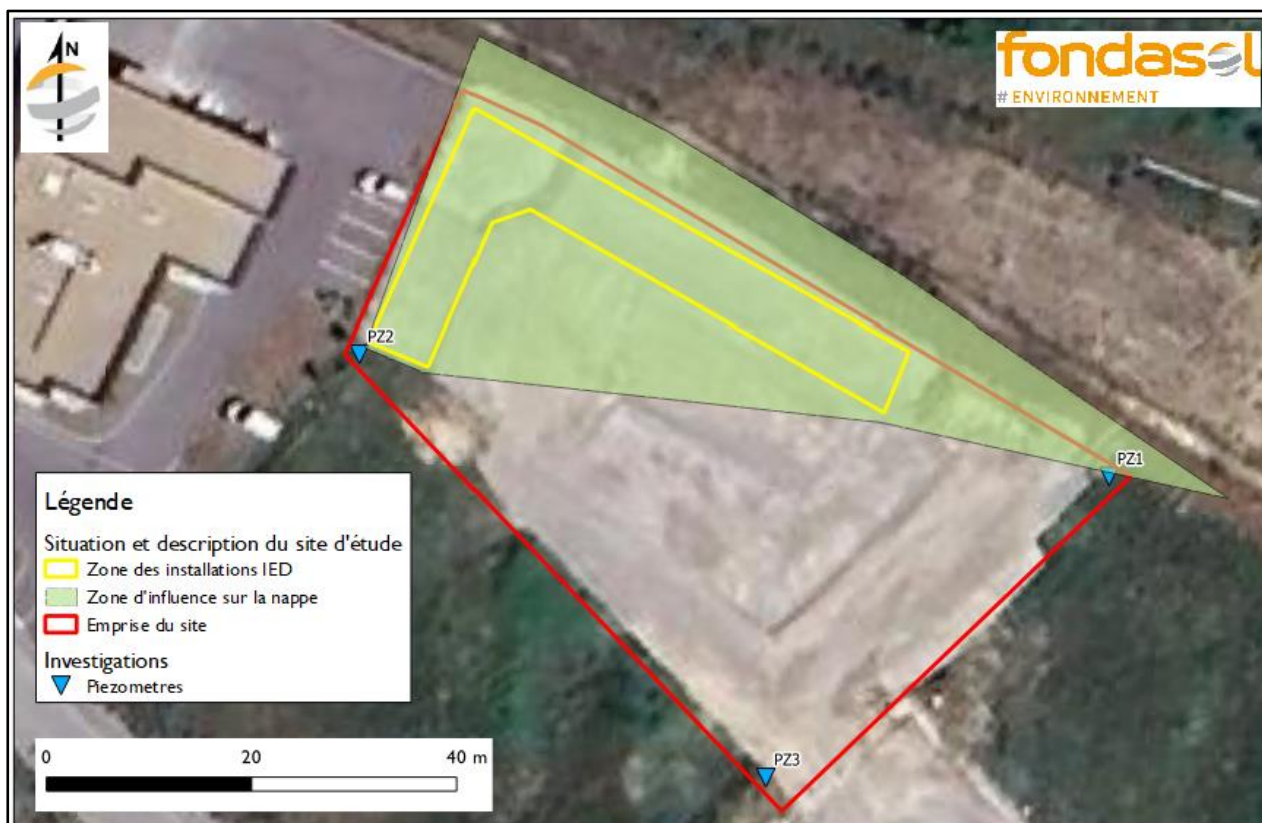 N
fondasol
# ENVIRONNEMENT
PZ2
PZ1
Légende
Situation et description du site d'étude
Zone des installations IED
Zone d'influence sur la nappe
Emprise du site
Investigations
Piezometres
0 20 40 m
PZ3